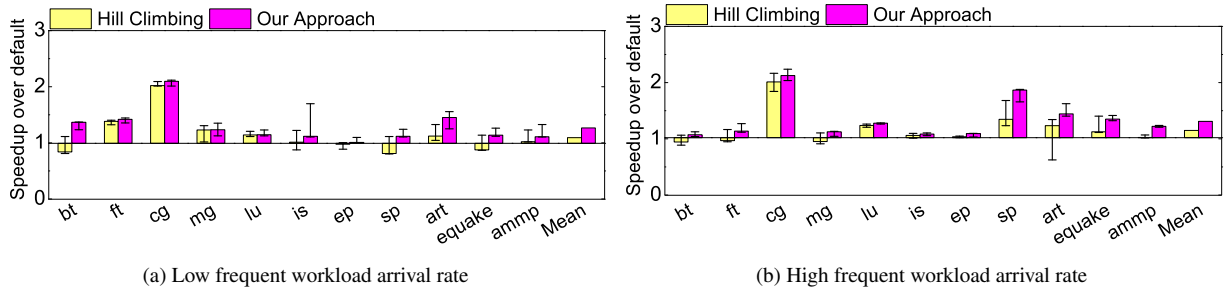 Hill Climbing Our Approach
Speedup over default
3
2
1
0
bt ft cg mg lu is ep sp art equake ammp Mean
(a) Low frequent workload arrival rate
Hill Climbing Our Approach
Speedup over default
3
2
1
0
bt ft cg mg lu is ep sp art equake ammp Mean
(b) High frequent workload arrival rate